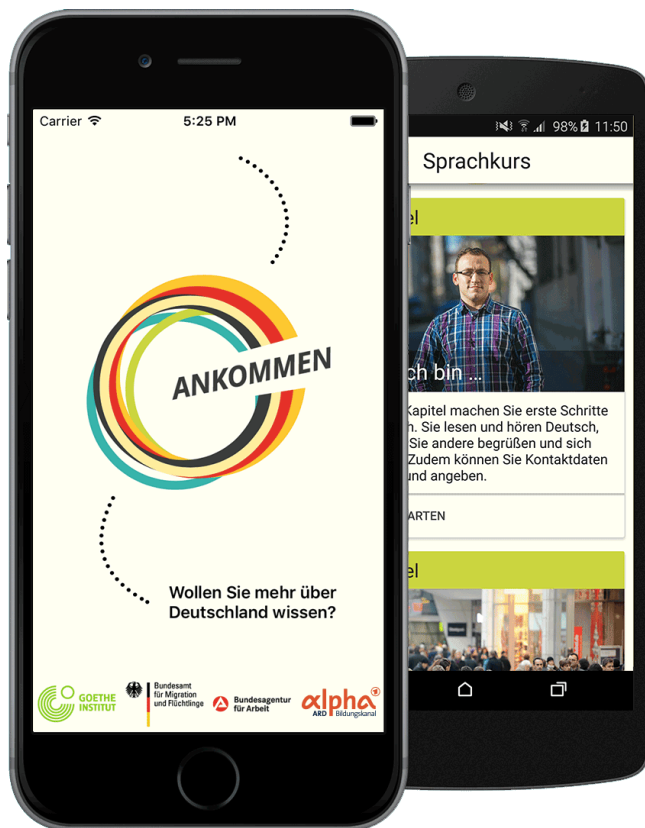 Carrier
5:25 PM
ANKOMMEN
Wollen Sie mehr über
Deutschland wissen?
GOETHE
INSTITUT
Bundesamt
für Migration
und Flüchtlinge
Bundesagentur
für Arbeit
alpha
ARD Bildungskanal
98% 11:50
Sprachkurs
el
ch bin ...
Kapitel machen Sie erste Schritte
h. Sie lesen und hören Deutsch,
Sie andere begrüßen und sich
Zudem können Sie Kontaktdaten
und angeben.
ARTEN
el